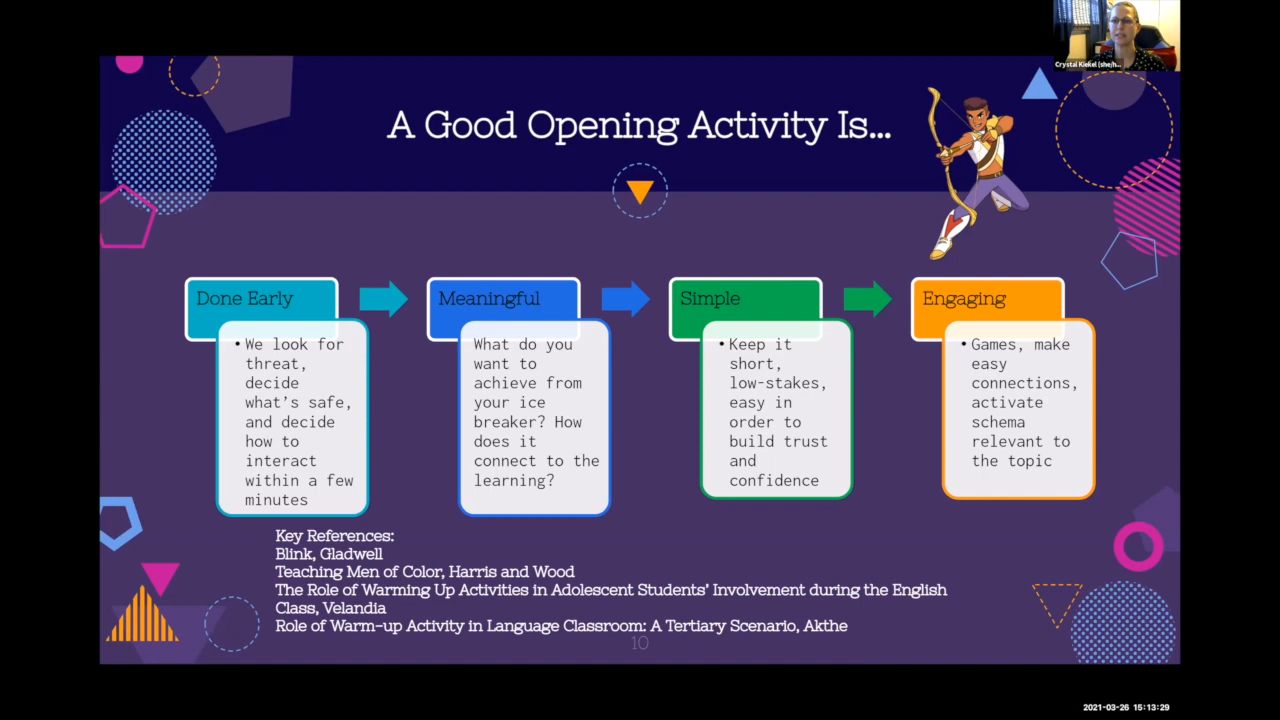 Crystal Kiekel (she/h...
A Good Opening Activity Is...
Done Early
• We look for
threat,
decide
what's safe,
and decide
how to
interact
within a few
minutes
Meaningful
What do you
want to
achieve from
your ice
breaker? How
does it
connect to the
learning?
Simple
• Keep it
short,
low-stakes,
easy in
order to
build trust
and
confidence
Engaging
• Games, make
easy
connections,
activate
schema
relevant to
the topic
Key References:
Blink, Gladwell
Teaching Men of Color, Harris and Wood
The Role of Warming Up Activities in Adolescent Students' Involvement during the English
Class, Velandia
Role of Warm-up Activity in Language Classroom: A Tertiary Scenario, Akthe
10
2021-03-26 15:13:29